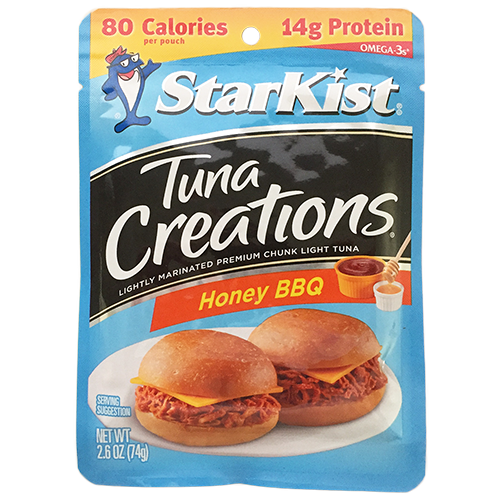 80 Calories
per pouch
14g Protein
OMEGA-3s*
StarKist®
Tuna
Creations®
LIGHTLY MARINATED PREMIUM CHUNK LIGHT TUNA
Honey BBQ
SERVING
SUGGESTION
NET WT
2.6 OZ (74g)